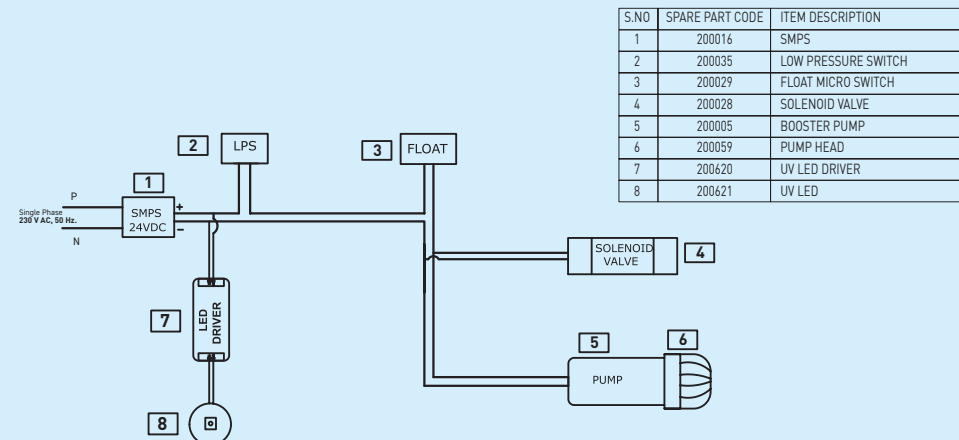 S.NO SPARE PART CODE ITEM DESCRIPTION
1 200016 SMPS
2 200035 LOW PRESSURE SWITCH
3 200029 FLOAT MICRO SWITCH
4 200028 SOLENOID VALVE
5 200005 BOOSTER PUMP
6 200059 PUMP HEAD
7 200620 UV LED DRIVER
8 200621 UV LED
2
LPS
3
FLOAT
1
P
Single Phase
230 V AC, 50 Hz.
N
SMPS
24VDC
+
–
SOLENOID
VALVE
4
7
LED
DRIVER
5
6
PUMP
8